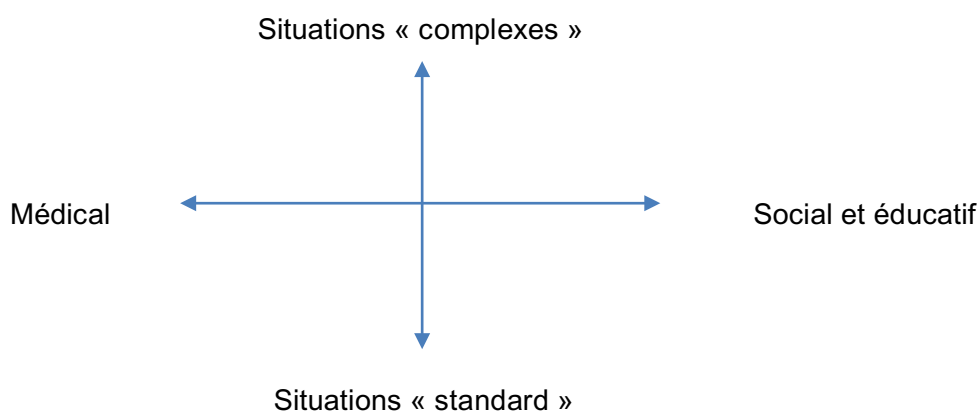 Situations « complexes »
Médical
Social et éducatif
Situations « standard »